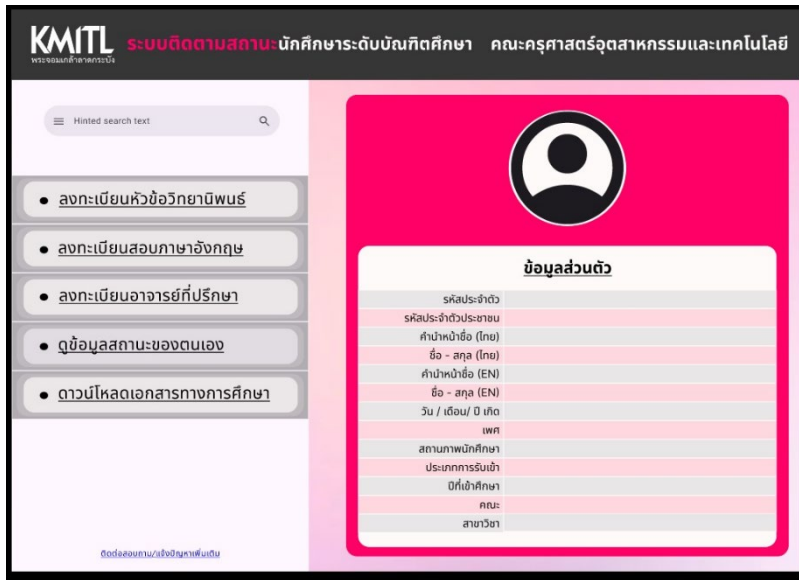 KMITL
พระจอมเกล้าลาดกระบัง
ระบบติดตามสถานะนักศึกษาระดับบัณฑิตศึกษา คณะครุศาสตร์อุตสาหกรรมและเทคโนโลยี
Hinted search text
ลงทะเบียนหัวข้อวิทยานิพนธ์
ลงทะเบียนสอบภาษาอังกฤษ
ลงทะเบียนอาจารย์ที่ปรึกษา
ดูข้อมูลสถานะของตนเอง
ดาวน์โหลดเอกสารทางการศึกษา
ติดต่อสอบถาม/แจ้งปัญหาเพิ่มเติม
ข้อมูลส่วนตัว
รหัสประจำตัว
รหัสประจำตัวประชาชน
คำนำหน้าชื่อ (ไทย)
ชื่อ - สกุล (ไทย)
คำนำหน้าชื่อ (EN)
ชื่อ - สกุล (EN)
วัน / เดือน/ ปี เกิด
เพศ
สถานภาพนักศึกษา
ประเภทการรับเข้า
ปีที่เข้าศึกษา
คณะ
สาขาวิชา